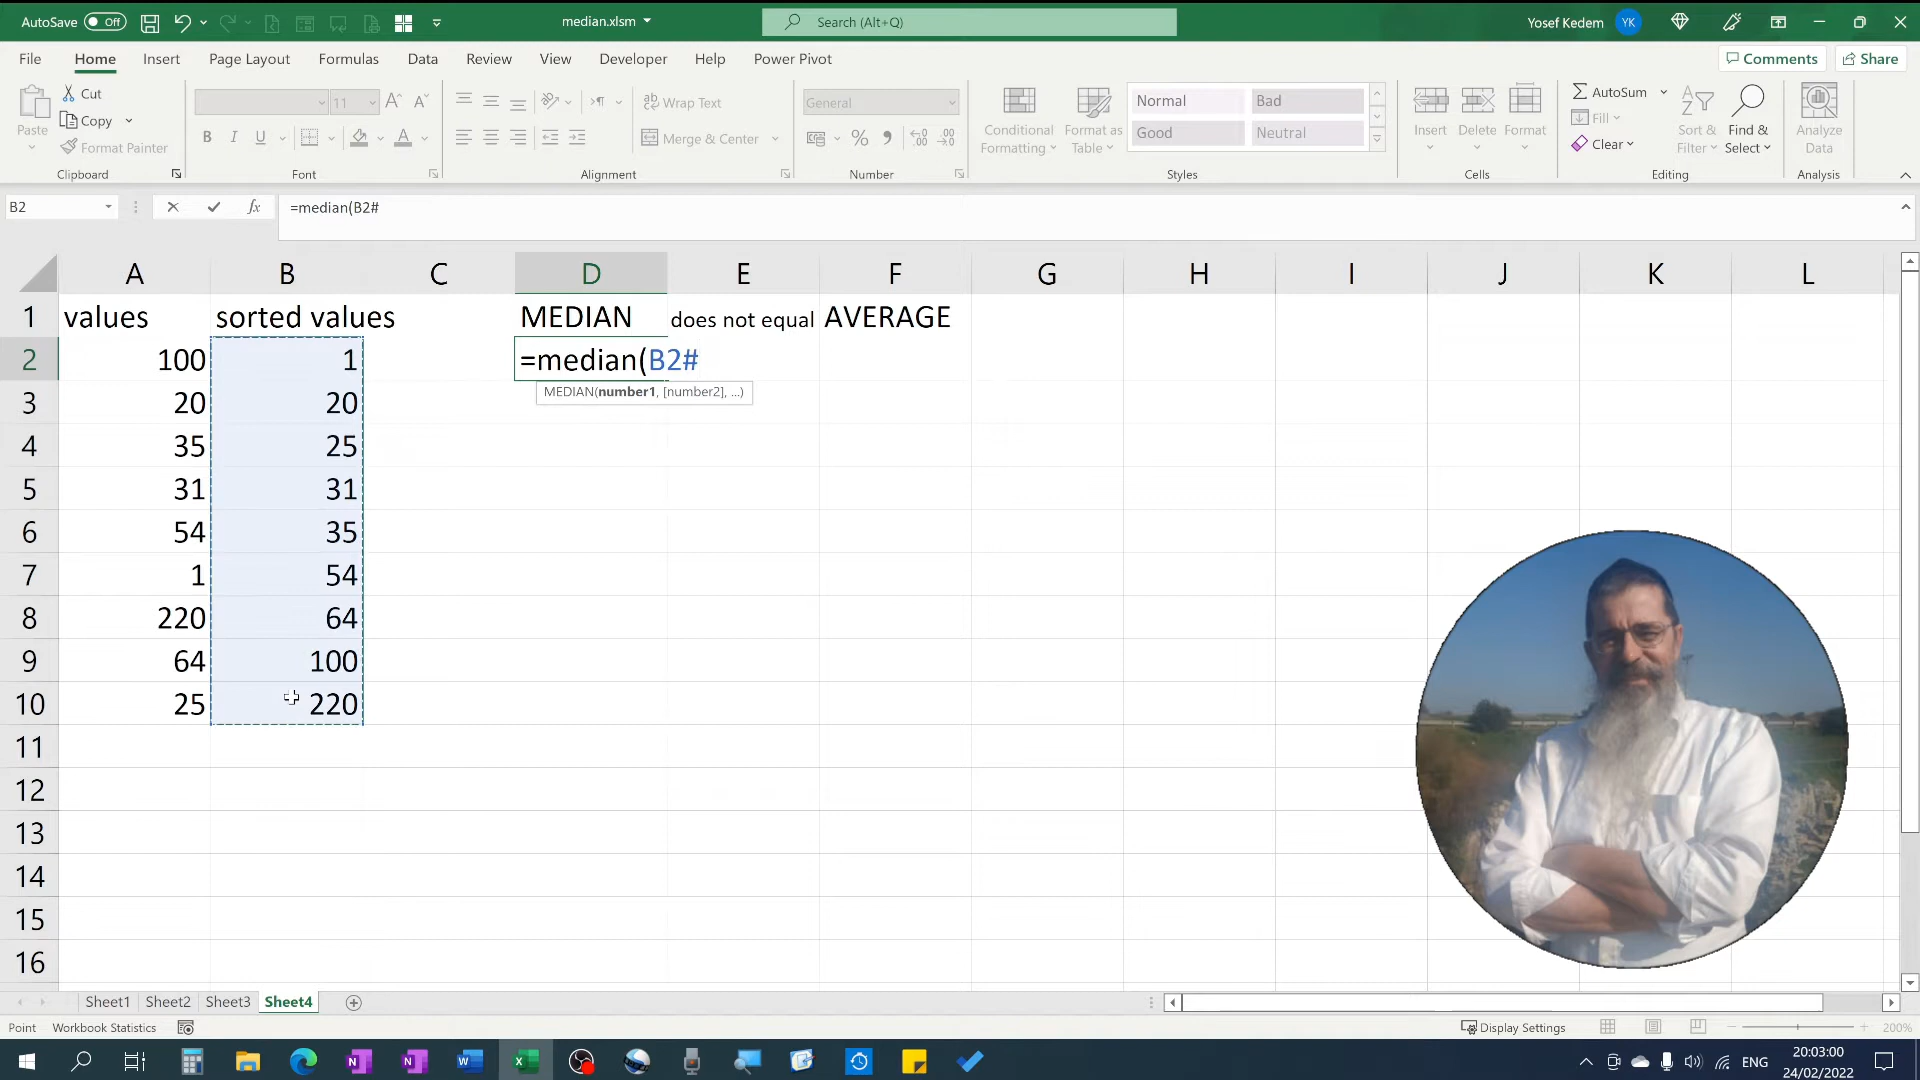 AutoSave Off
median.xlsm
Search (Alt+Q)
Yosef Kedem YK
File Home Insert Page Layout Formulas Data Review View Developer Help Power Pivot
Comments Share
Paste
Cut
Copy
Format Painter
Clipboard
11
B I U
Font
Wrap Text
Merge & Center
Alignment
General
Number
Conditional
Formatting
Format as
Table
Normal Bad
Good Neutral
Styles
Insert Delete Format
Cells
AutoSum
Fill
Clear
Sort &
Filter
Find &
Select
Editing
Analyze
Data
Analysis
B2 fx =median(B2#
A B C D E F G H I J K L
1 values sorted values MEDIAN does not equal AVERAGE
2 100 1 =median(B2#
MEDIAN(number1, [number2], ...)
3 20 20
4 35 25
5 31 31
6 54 35
7 1 54
8 220 64
9 64 100
10 25 220
11
12
13
14
15
16
Sheet1 Sheet2 Sheet3 Sheet4
Point Workbook Statistics Display Settings 200%
ENG 20:03:00
24/02/2022